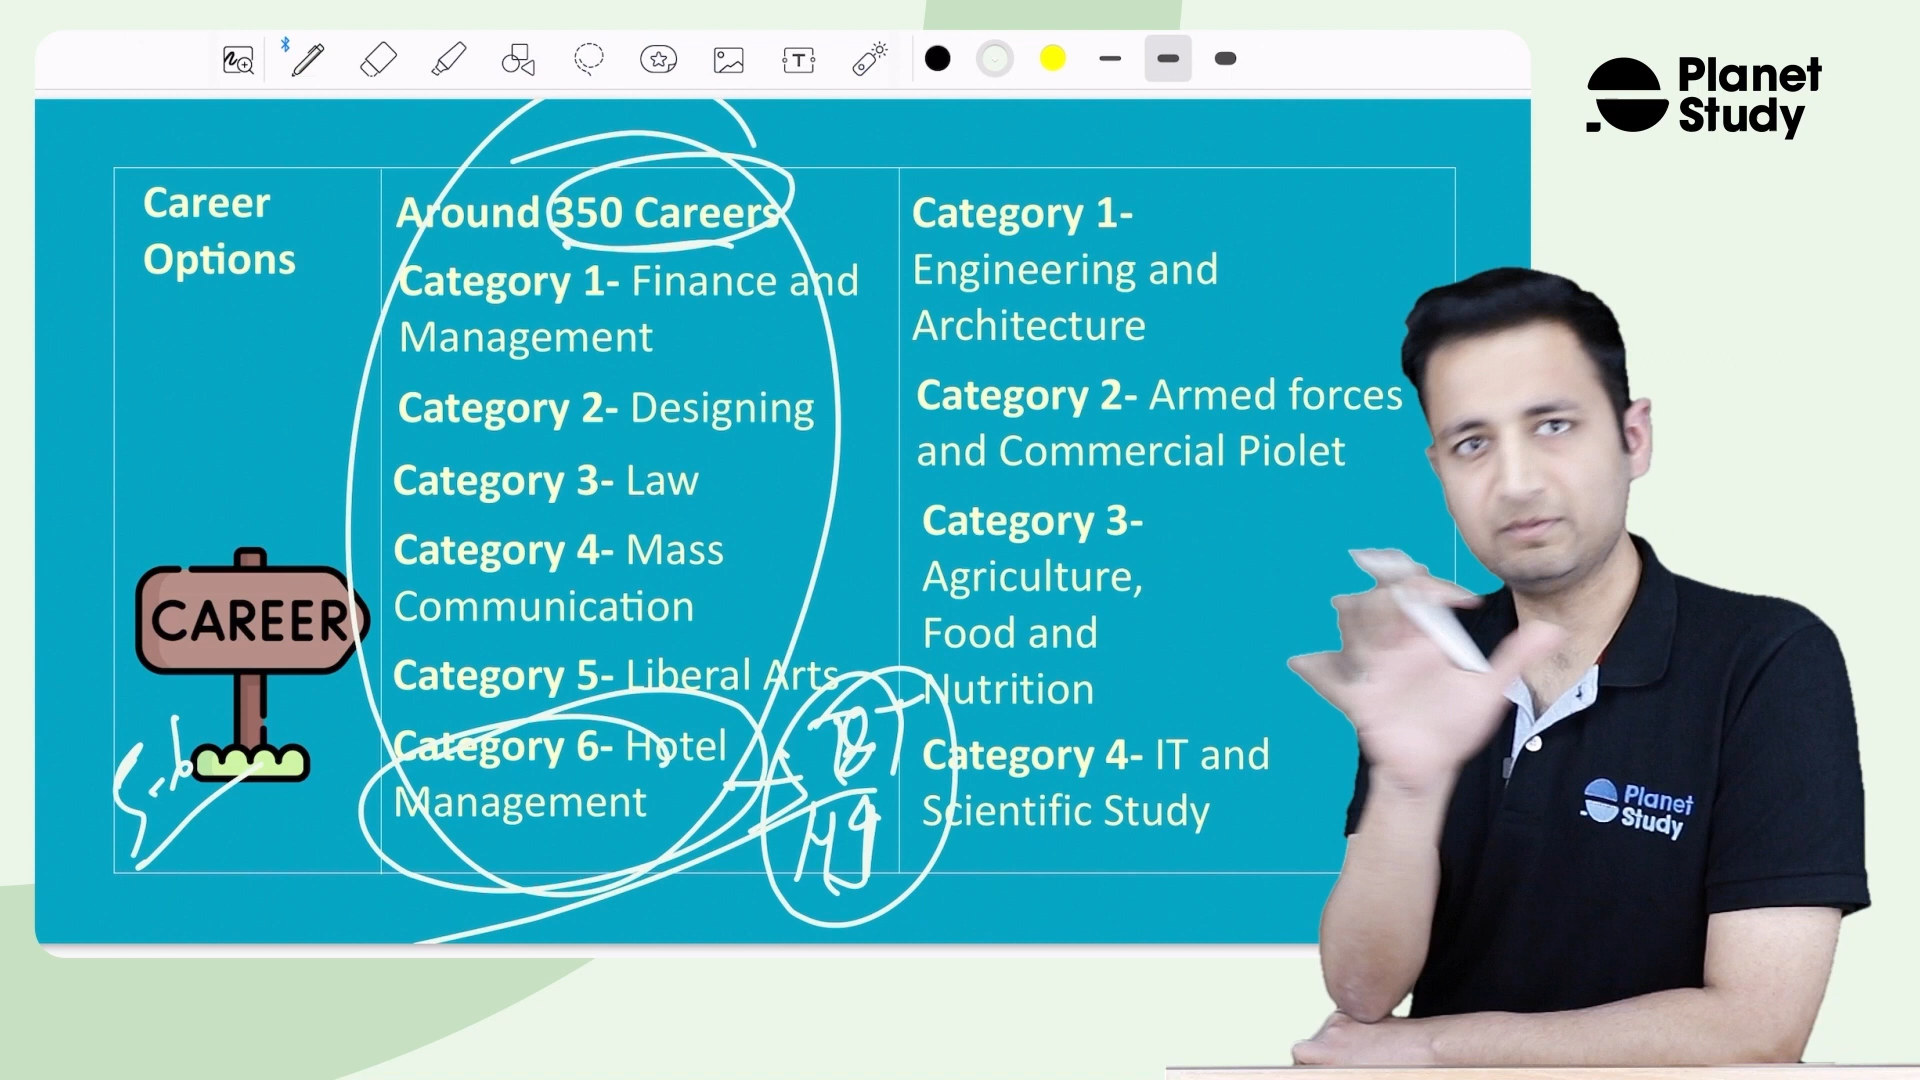 Planet
Study
Career
Options
CAREER
Around 350 Careers
Category 1- Finance and
Management
Category 2- Designing
Category 3- Law
Category 4- Mass
Communication
Category 5- Liberal Arts
Category 6- Hotel
Management
Category 1-
Engineering and
Architecture
Category 2- Armed forces
and Commercial Piolet
Category 3-
Agriculture,
Food and
Nutrition
Category 4- IT and
Scientific Study
T
Planet
Study